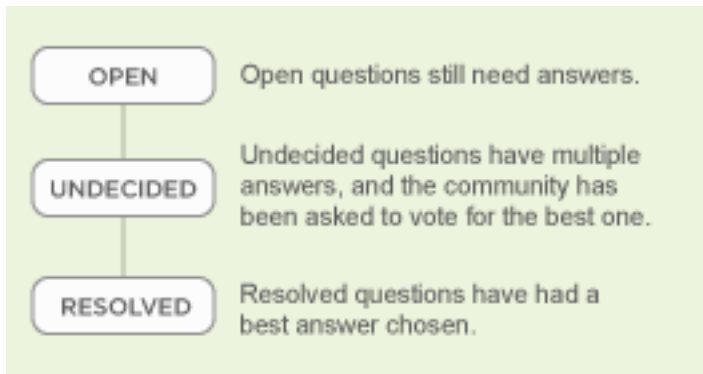 OPEN
Open questions still need answers.
UNDECIDED
Undecided questions have multiple
answers, and the community has
been asked to vote for the best one.
RESOLVED
Resolved questions have had a
best answer chosen.